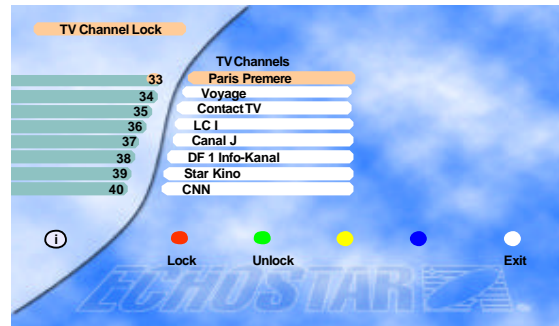 TV Channel Lock
TV Channels
33 Paris Premere
34 Voyage
35 Contact TV
36 LC I
37 Canal J
38 DF 1 Info-Kanal
39 Star Kino
40 CNN
i
Lock Unlock Exit
ECHOSTAR